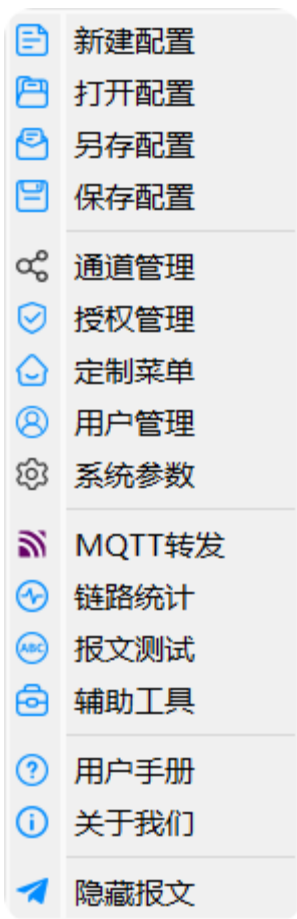 新建配置
打开配置
另存配置
保存配置
通道管理
授权管理
定制菜单
用户管理
系统参数
MQTT转发
链路统计
ABC
报文测试
辅助工具
用户手册
关于我们
隐藏报文